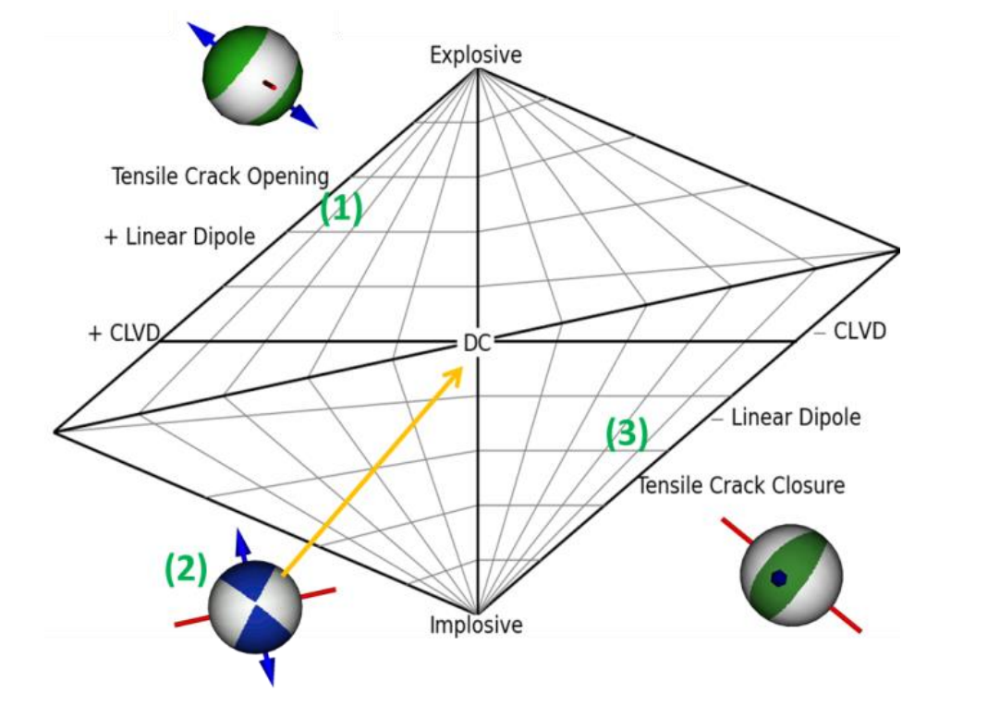 Explosive
Tensile Crack Opening
(1)
+ Linear Dipole
+ CLVD
DC
− CLVD
− Linear Dipole
(3)
Tensile Crack Closure
(2)
Implosive